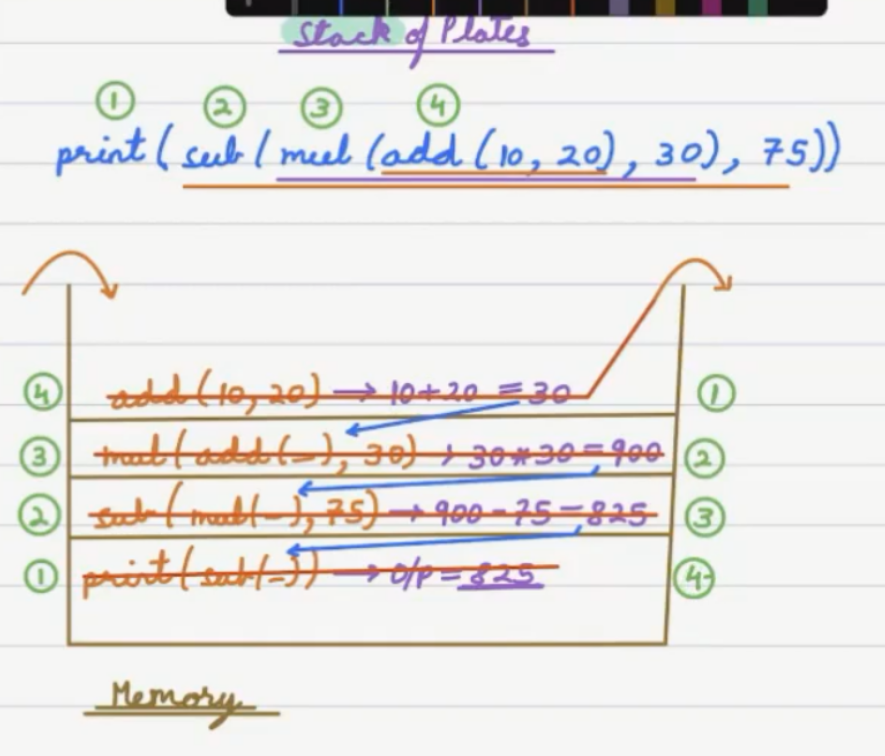 Stack of Plates
① ② ③ ④
print(sub(mul(add(10, 20), 30), 75))
④ add(10, 20) → 10+20 = 30 ①
③ mul(add(–), 30) → 30*30 = 900 ②
② sub(mul(–), 75) → 900-75 = 825 ③
① print(sub(–)) → O/P = 825 ④
Memory